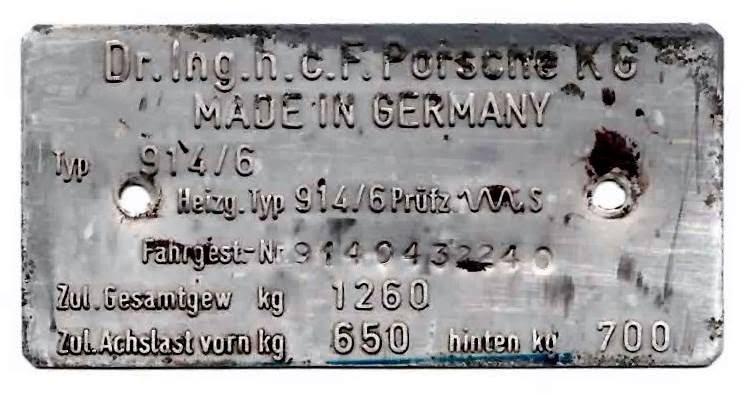 Dr. Ing. h. c. F. Porsche KG
MADE IN GERMANY
Typ 914/6
Heizg. Typ 914/6 Prüfz S
Fahrgest-Nr. 9140432240
Zul. Gesamtgew kg 1260
Zul. Achslast vorn kg 650 hinten kg 700